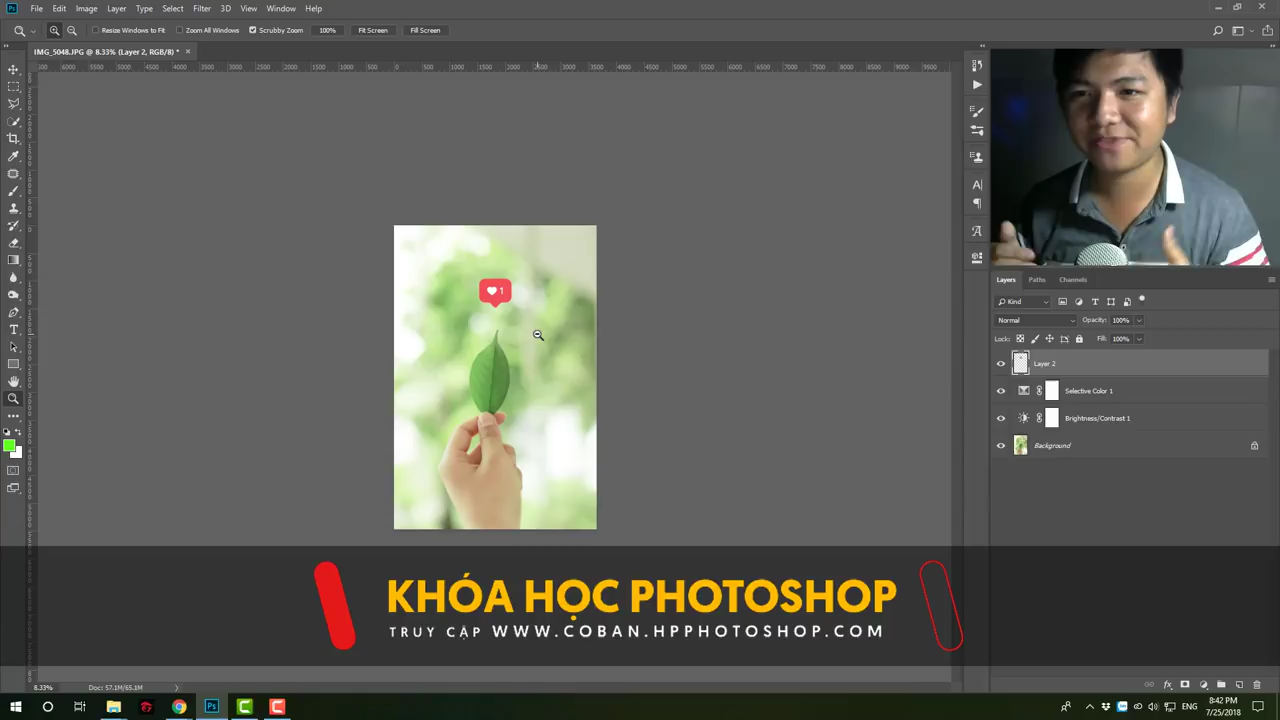 File Edit Image Layer Type Select Filter 3D View Window Help
Resize Windows to Fit Zoom All Windows Scrubby Zoom 100% Fit Screen Fill Screen
IMG_5048.JPG @ 8.33% (Layer 2, RGB/8) *
1
Layers Paths Channels
Kind
Normal Opacity: 100%
Lock: Fill: 100%
Layer 2
Selective Color 1
Brightness/Contrast 1
Background
KHÓA HỌC PHOTOSHOP
TRUY CẬP WWW.COBAN.HPPHOTOSHOP.COM
8.33% Doc: 57.1M/65.1M
ENG
8:42 PM
7/25/2018